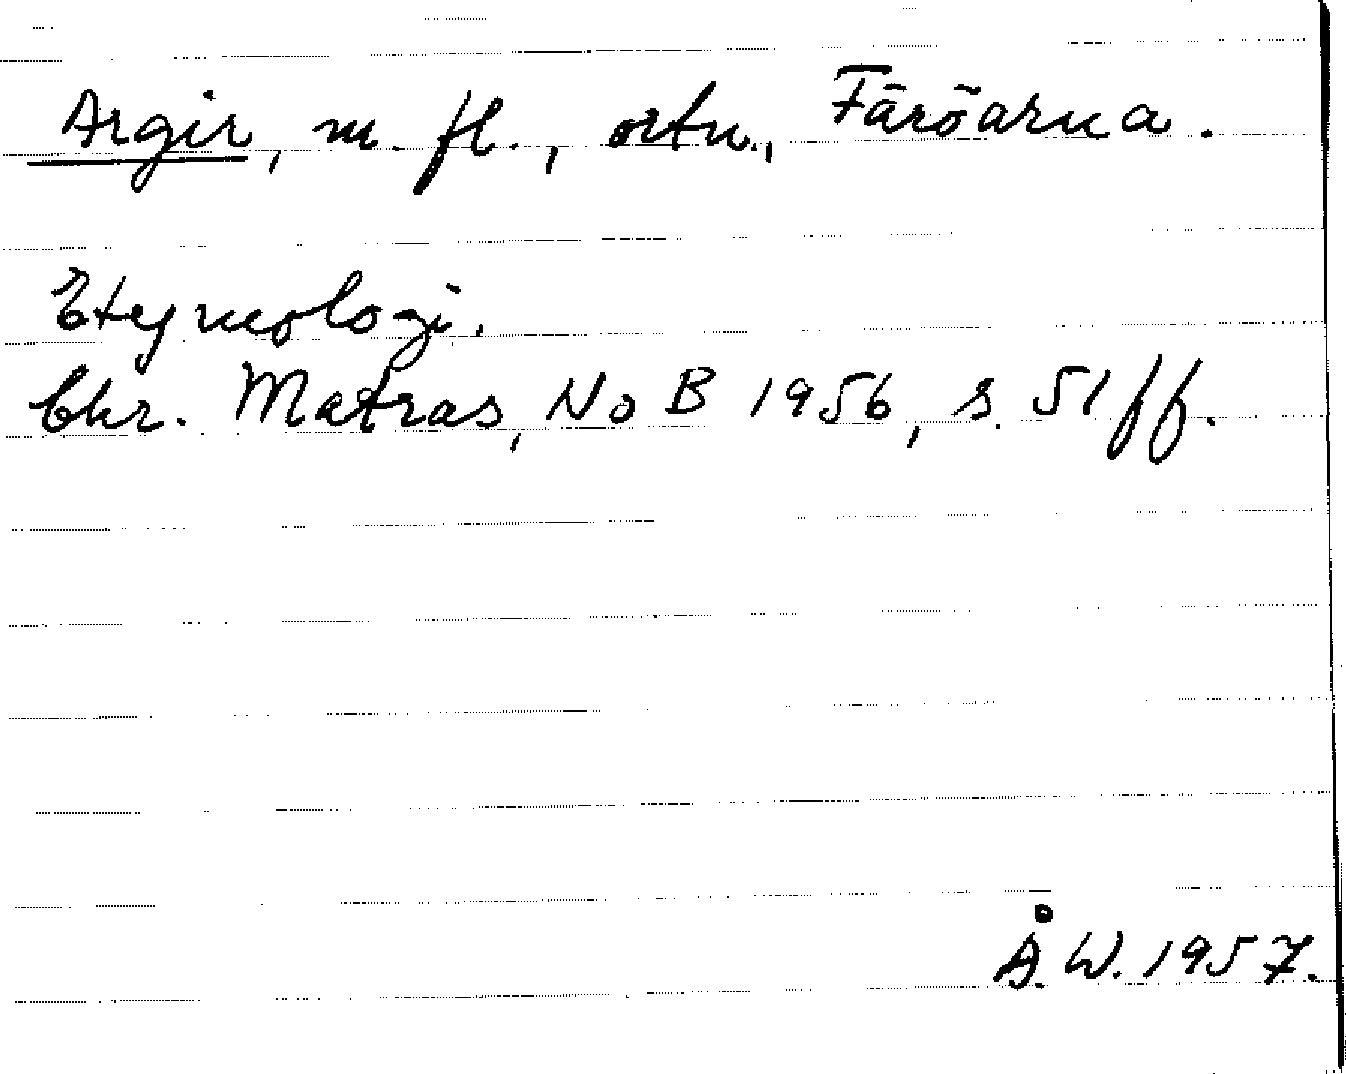 Argir, m. fl., ortn., Färöarna.
Etymologi.
Chr. Matras, NoB 1956, s. 51 ff.
Å. W. 1957.